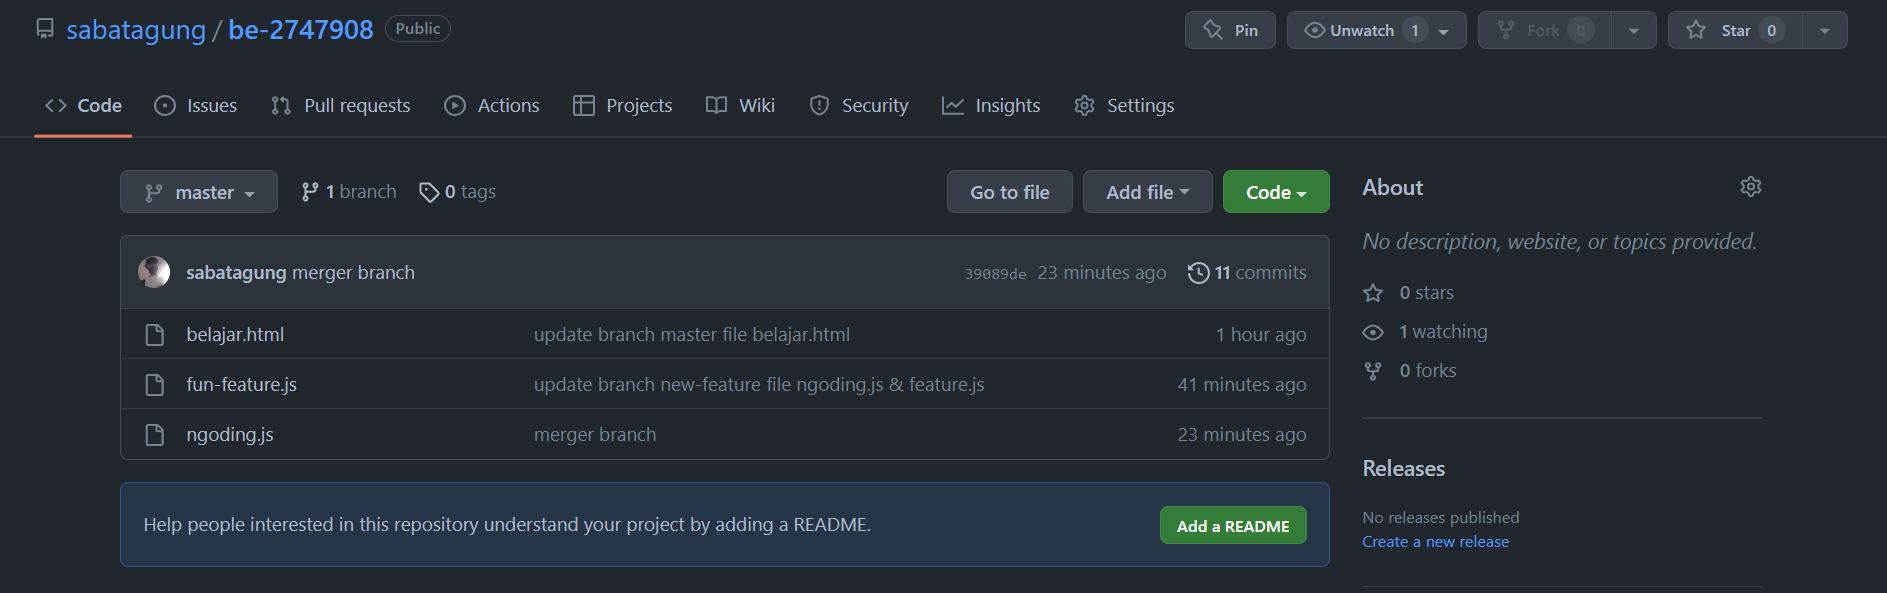 sabatagung / be-2747908 Public
Pin
Unwatch 1
Fork 0
Star 0
Code
Issues
Pull requests
Actions
Projects
Wiki
Security
Insights
Settings
master
1 branch
0 tags
Go to file
Add file
Code
sabatagung merger branch
39089de 23 minutes ago
11 commits
belajar.html update branch master file belajar.html 1 hour ago
fun-feature.js update branch new-feature file ngoding.js & feature.js 41 minutes ago
ngoding.js merger branch 23 minutes ago
Help people interested in this repository understand your project by adding a README.
Add a README
About
No description, website, or topics provided.
0 stars
1 watching
0 forks
Releases
No releases published
Create a new release